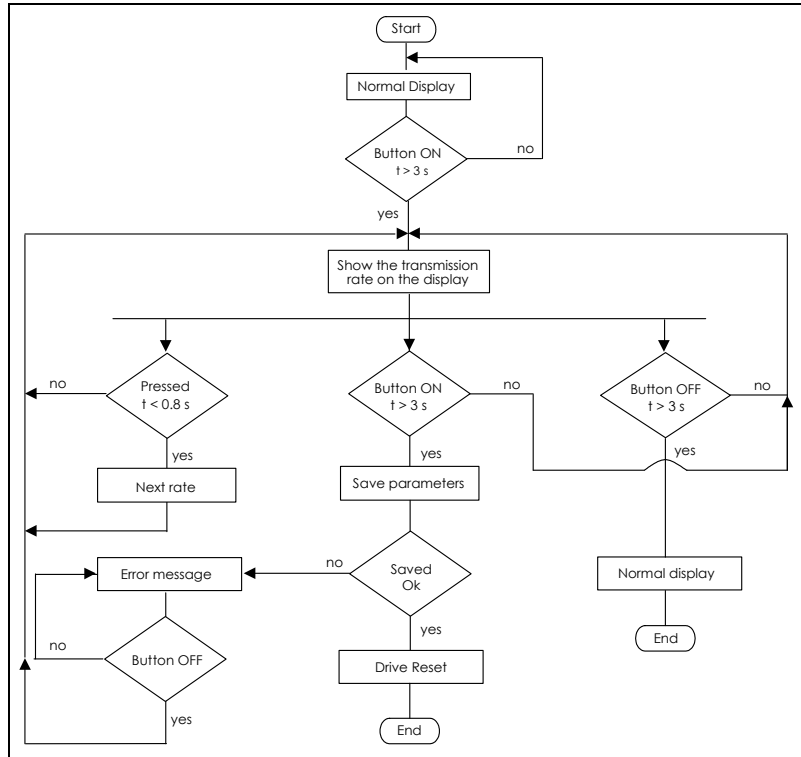 Start
Normal Display
Button ON
t > 3 s
no
yes
Show the transmission
rate on the display
no
Pressed
t < 0.8 s
yes
Next rate
Button ON
t > 3 s
no
yes
Save parameters
Button OFF
t > 3 s
no
yes
Error message
no
Saved
Ok
yes
Normal display
End
no
Button OFF
yes
Drive Reset
End